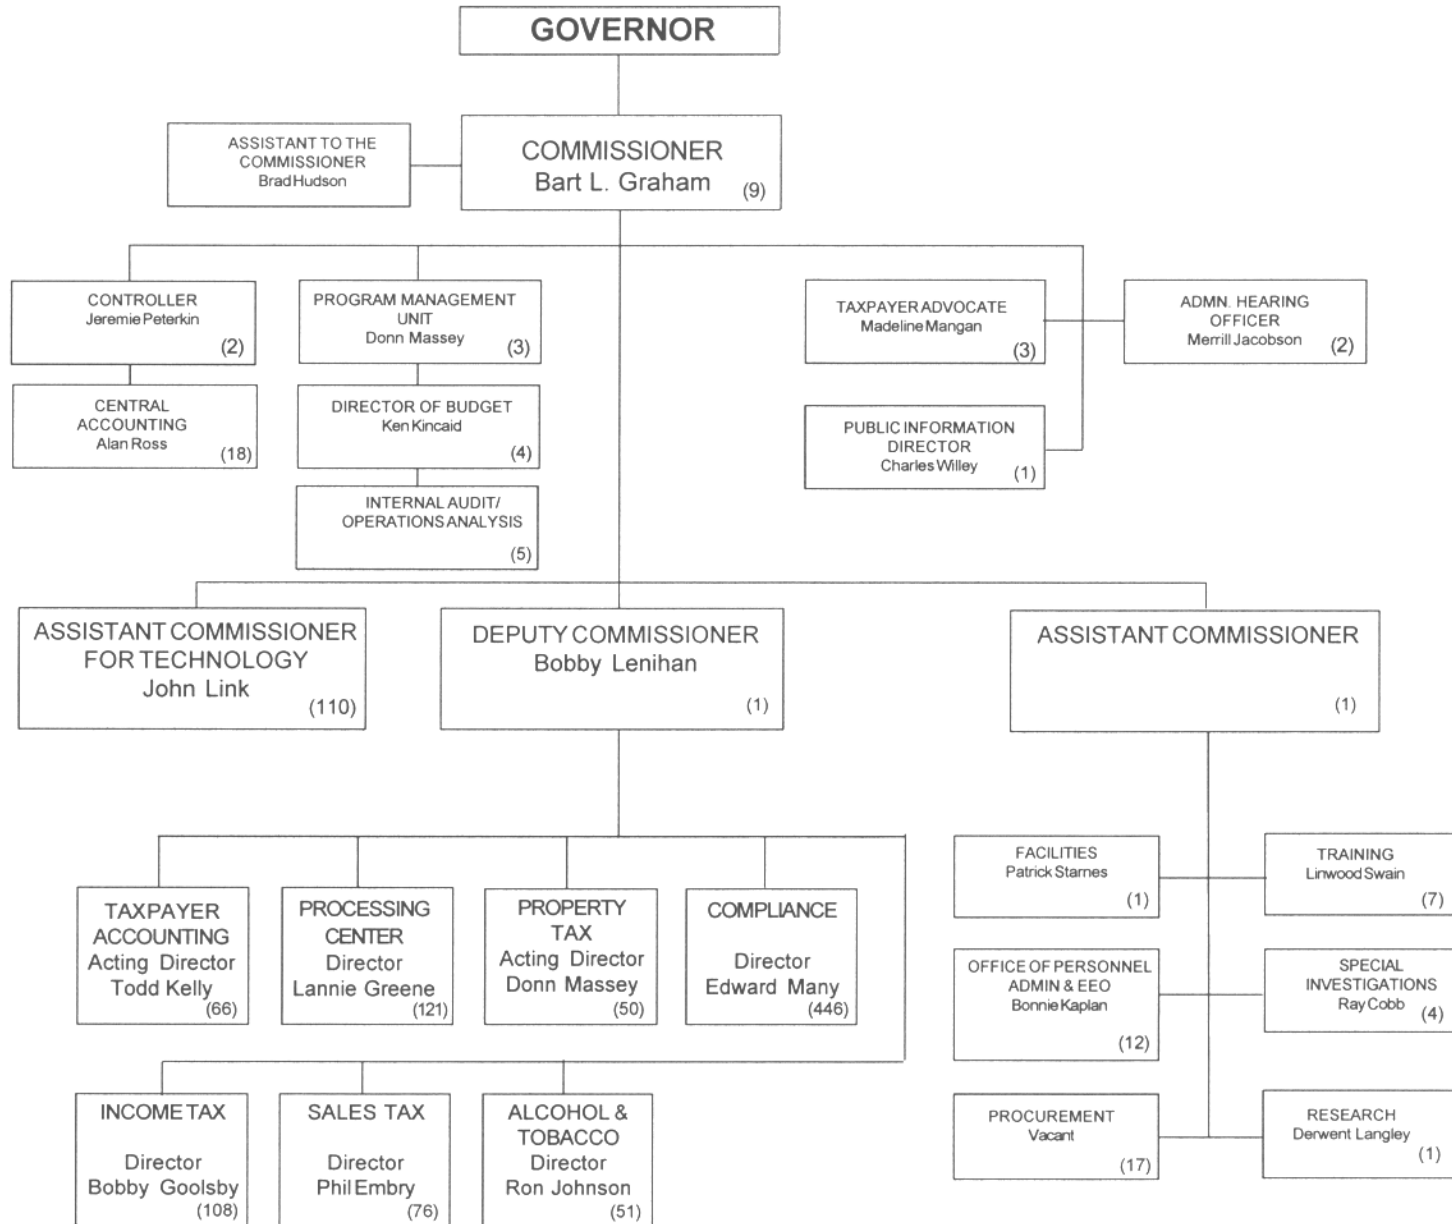 GOVERNOR
ASSISTANT TO THE
COMMISSIONER
Brad Hudson
COMMISSIONER
Bart L. Graham
(9)
CONTROLLER
Jeremie Peterkin
(2)
PROGRAM MANAGEMENT
UNIT
Donn Massey
(3)
TAXPAYER ADVOCATE
Madeline Mangan
(3)
ADMN. HEARING
OFFICER
Merrill Jacobson
(2)
CENTRAL
ACCOUNTING
Alan Ross
(18)
DIRECTOR OF BUDGET
Ken Kincaid
(4)
PUBLIC INFORMATION
DIRECTOR
Charles Willey
(1)
INTERNAL AUDIT/
OPERATIONS ANALYSIS
(5)
ASSISTANT COMMISSIONER
FOR TECHNOLOGY
John Link
(110)
DEPUTY COMMISSIONER
Bobby Lenihan
(1)
ASSISTANT COMMISSIONER
(1)
TAXPAYER
ACCOUNTING
Acting Director
Todd Kelly
(66)
PROCESSING
CENTER
Director
Lannie Greene
(121)
PROPERTY
TAX
Acting Director
Donn Massey
(50)
COMPLIANCE
Director
Edward Many
(446)
FACILITIES
Patrick Starnes
(1)
TRAINING
Linwood Swain
(7)
OFFICE OF PERSONNEL
ADMIN & EEO
Bonnie Kaplan
(12)
SPECIAL
INVESTIGATIONS
Ray Cobb
(4)
INCOME TAX
Director
Bobby Goolsby
(108)
SALES TAX
Director
Phil Embry
(76)
ALCOHOL &
TOBACCO
Director
Ron Johnson
(51)
PROCUREMENT
Vacant
(17)
RESEARCH
Derwent Langley
(1)